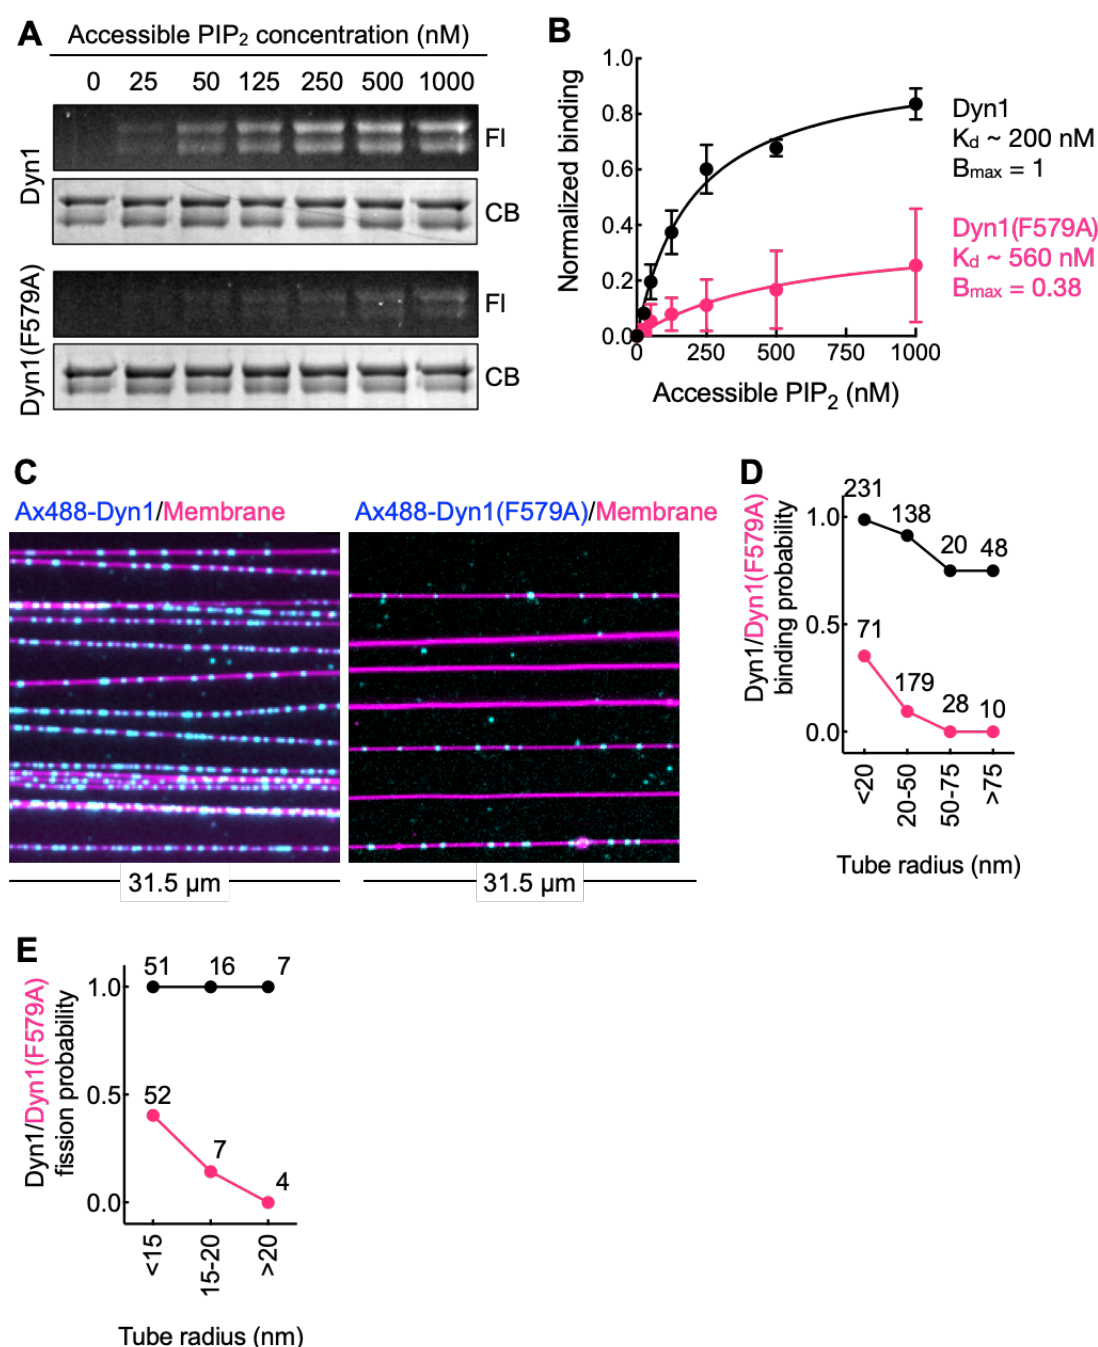 A
Accessible PIP₂ concentration (nM)
0 25 50 125 250 500 1000
Dyn1
FI
CB
Dyn1(F579A)
FI
CB
B
Normalized binding
1.0
0.8
0.6
0.4
0.2
0.0
0 250 500 750 1000
Accessible PIP₂ (nM)
Dyn1
Kd ~ 200 nM
Bmax = 1
Dyn1(F579A)
Kd ~ 560 nM
Bmax = 0.38
C
Ax488-Dyn1/Membrane
Ax488-Dyn1(F579A)/Membrane
31.5 µm
31.5 µm
D
Dyn1/Dyn1(F579A)
binding probability
231
138
20
48
71
179
28
10
1.0
0.5
0.0
<20
20-50
50-75
>75
Tube radius (nm)
E
Dyn1/Dyn1(F579A)
fission probability
51
16
7
52
7
4
1.0
0.5
0.0
<15
15-20
>20
Tube radius (nm)